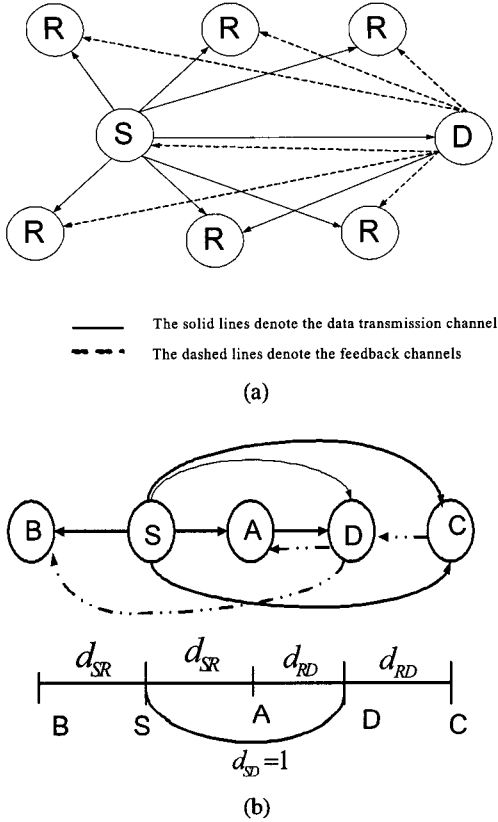 R R R
S D
R R R
The solid lines denote the data transmission channel
The dashed lines denote the feedback channels
(a)
B S A D C
d_SR d_SR d_RD d_RD
B S A D C
d_SD=1
(b)